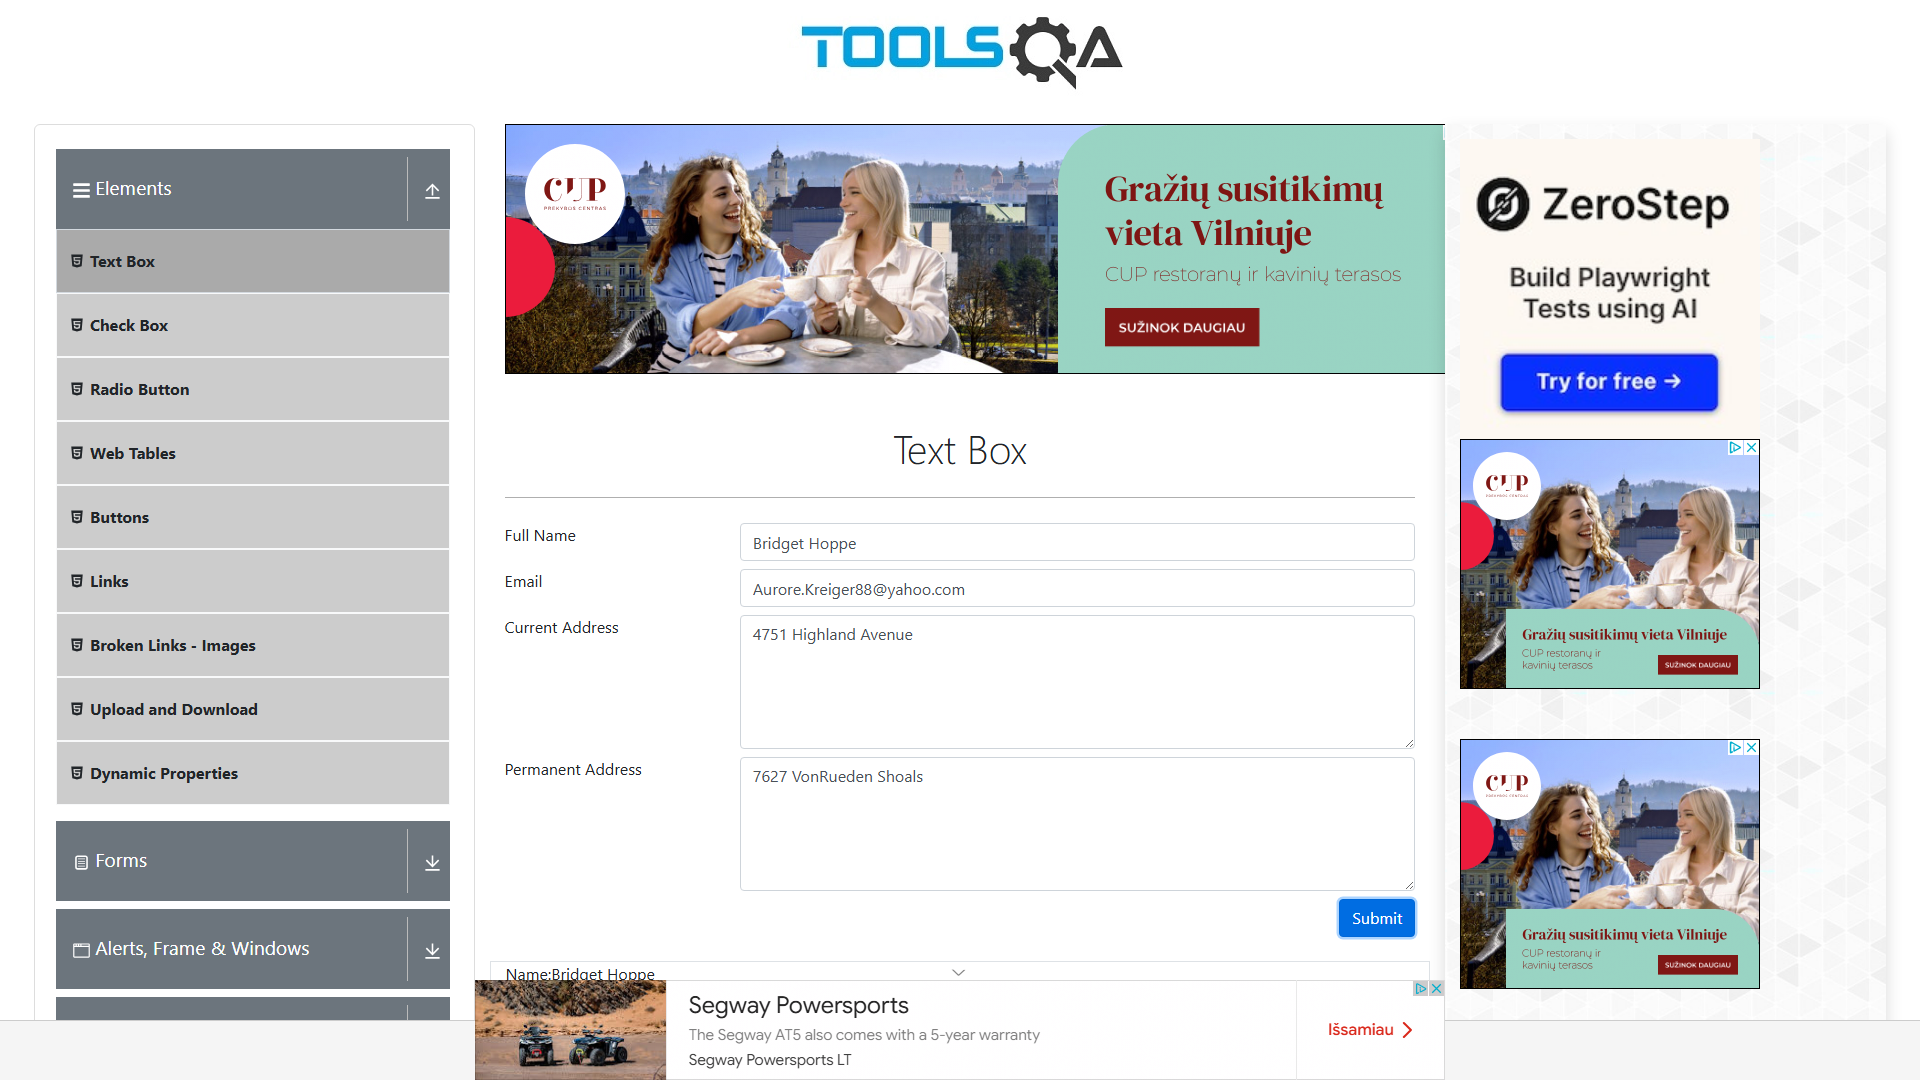 TOOLSQA
Elements
Text Box
Check Box
Radio Button
Web Tables
Buttons
Links
Broken Links - Images
Upload and Download
Dynamic Properties
Forms
Alerts, Frame & Windows
CUP
PREKYBOS CENTRAS
Gražių susitikimų
vieta Vilniuje
CUP restoranų ir kavinių terasos
SUŽINOK DAUGIAU
Text Box
Full Name
Bridget Hoppe
Email
Aurore.Kreiger88@yahoo.com
Current Address
4751 Highland Avenue
Permanent Address
7627 VonRueden Shoals
Submit
Name:Bridget Hoppe
Segway Powersports
The Segway AT5 also comes with a 5-year warranty
Segway Powersports LT
Išsamiau
ZeroStep
Build Playwright
Tests using AI
Try for free →
CUP
PREKYBOS CENTRAS
Gražių susitikimų vieta Vilniuje
CUP restoranų ir
kavinių terasos
SUŽINOK DAUGIAU
CUP
PREKYBOS CENTRAS
Gražių susitikimų vieta Vilniuje
CUP restoranų ir
kavinių terasos
SUŽINOK DAUGIAU